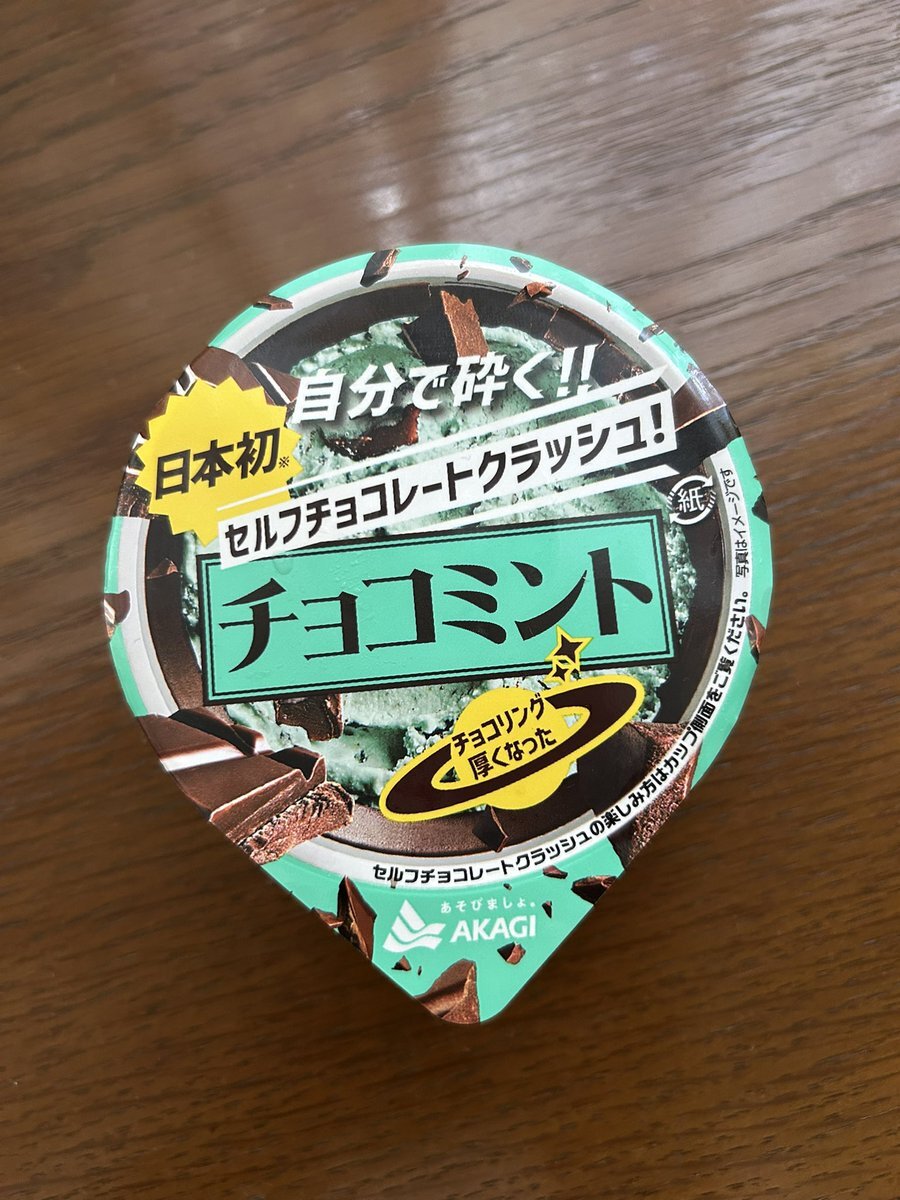 自分で砕く!!
日本初※
セルフチョコレートクラッシュ!
紙
チョコミント
チョコリング
厚くなった
写真はイメージです
セルフチョコレートクラッシュの楽しみ方はカップ側面をご覧ください。
あそびましょ。
AKAGI